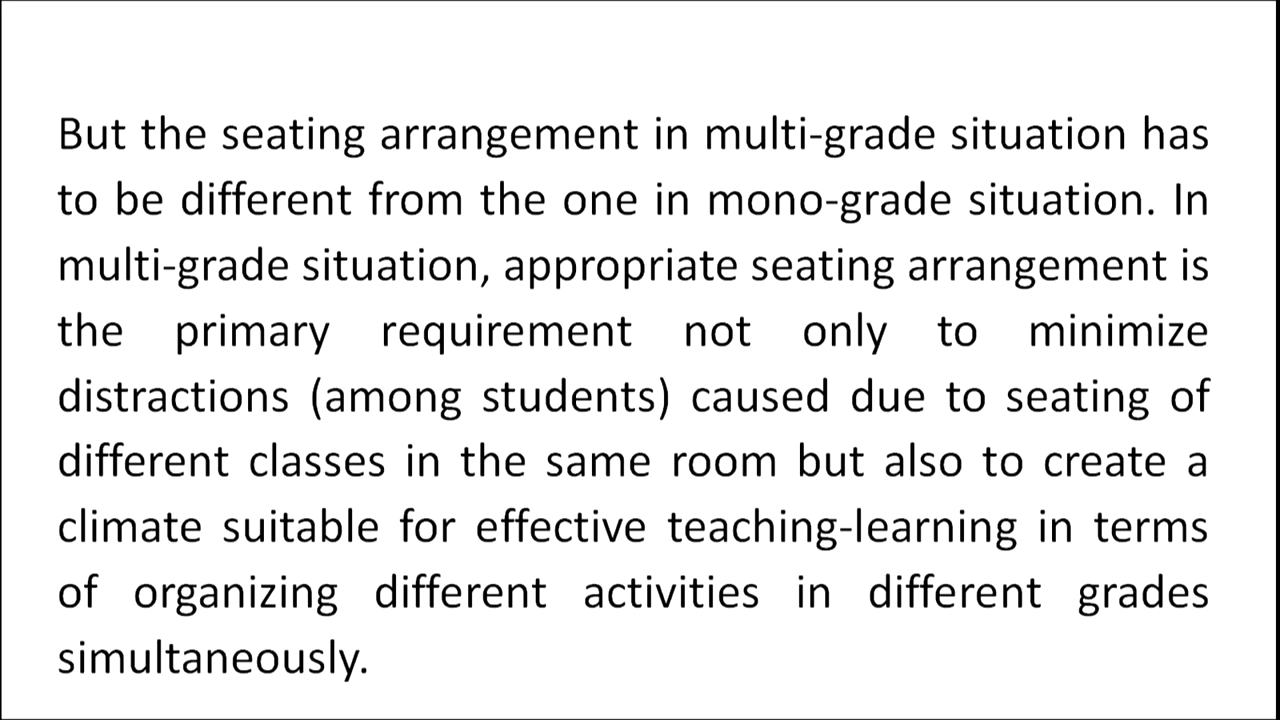 But the seating arrangement in multi-grade situation has
to be different from the one in mono-grade situation. In
multi-grade situation, appropriate seating arrangement is
the primary requirement not only to minimize
distractions (among students) caused due to seating of
different classes in the same room but also to create a
climate suitable for effective teaching-learning in terms
of organizing different activities in different grades
simultaneously.